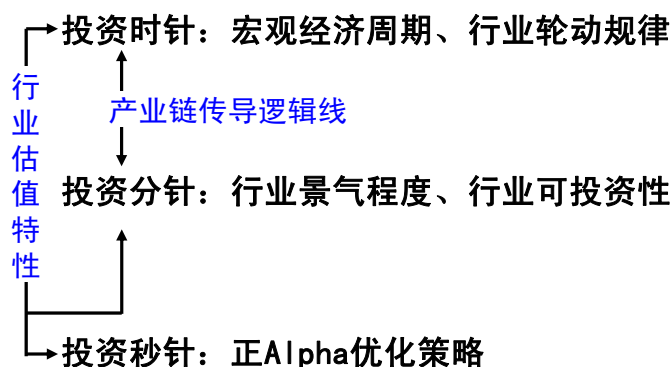 投资时针：宏观经济周期、行业轮动规律
行业估值特性
产业链传导逻辑线
投资分针：行业景气程度、行业可投资性
投资秒针：正Alpha优化策略